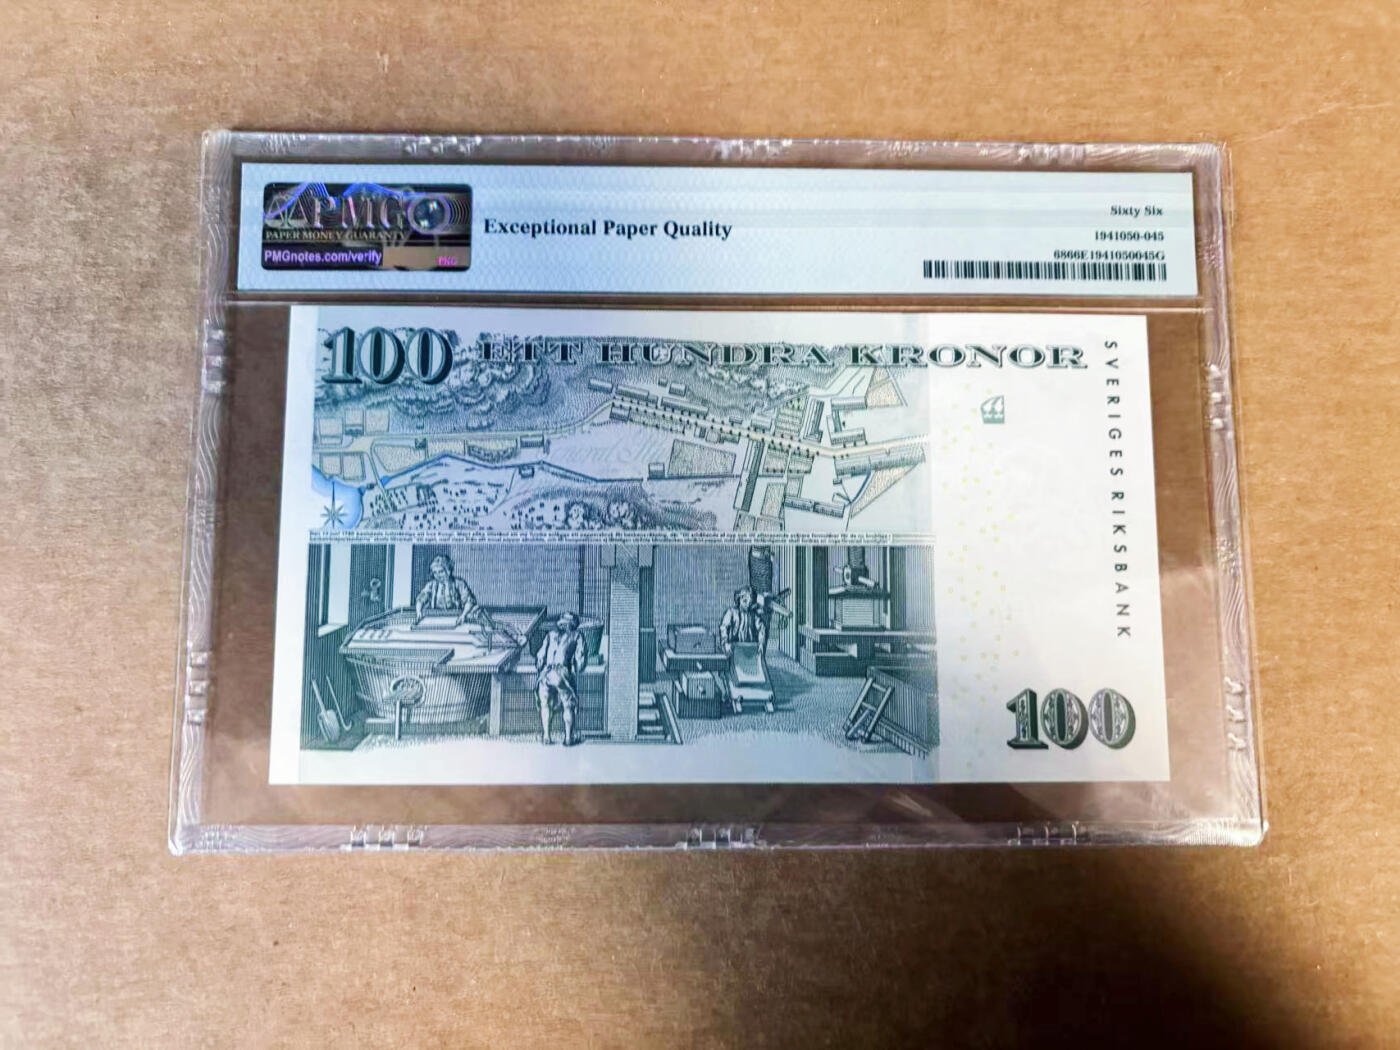 PMG
PAPER MONEY GUARANTY
PMGnotes.com/verify
PKG
Exceptional Paper Quality
Sixty Six
1941050-045
6866E1941050045G
100 ETT HUNDRA KRONOR
SVERIGES RIKSBANK
100